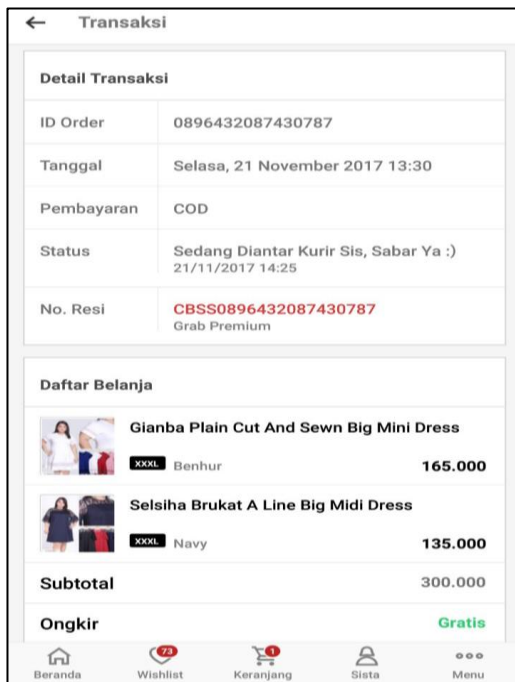 Transaksi
Detail Transaksi
ID Order 0896432087430787
Tanggal Selasa, 21 November 2017 13:30
Pembayaran COD
Status Sedang Diantar Kurir Sis, Sabar Ya :)
21/11/2017 14:25
No. Resi CBSS0896432087430787
Grab Premium
Daftar Belanja
Gianba Plain Cut And Sewn Big Mini Dress
XXXL Benhur 165.000
Selsiha Brukat A Line Big Midi Dress
XXXL Navy 135.000
Subtotal 300.000
Ongkir Gratis
73 1
Beranda Wishlist Keranjang Sista Menu